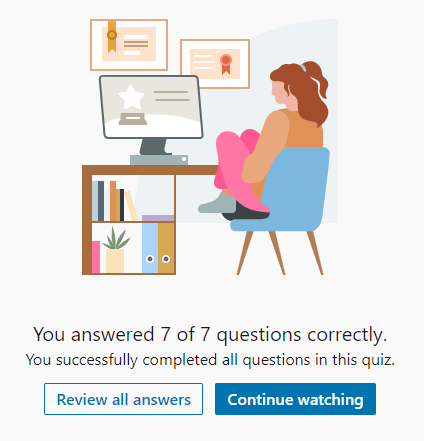 You answered 7 of 7 questions correctly.
You successfully completed all questions in this quiz.
Review all answers
Continue watching